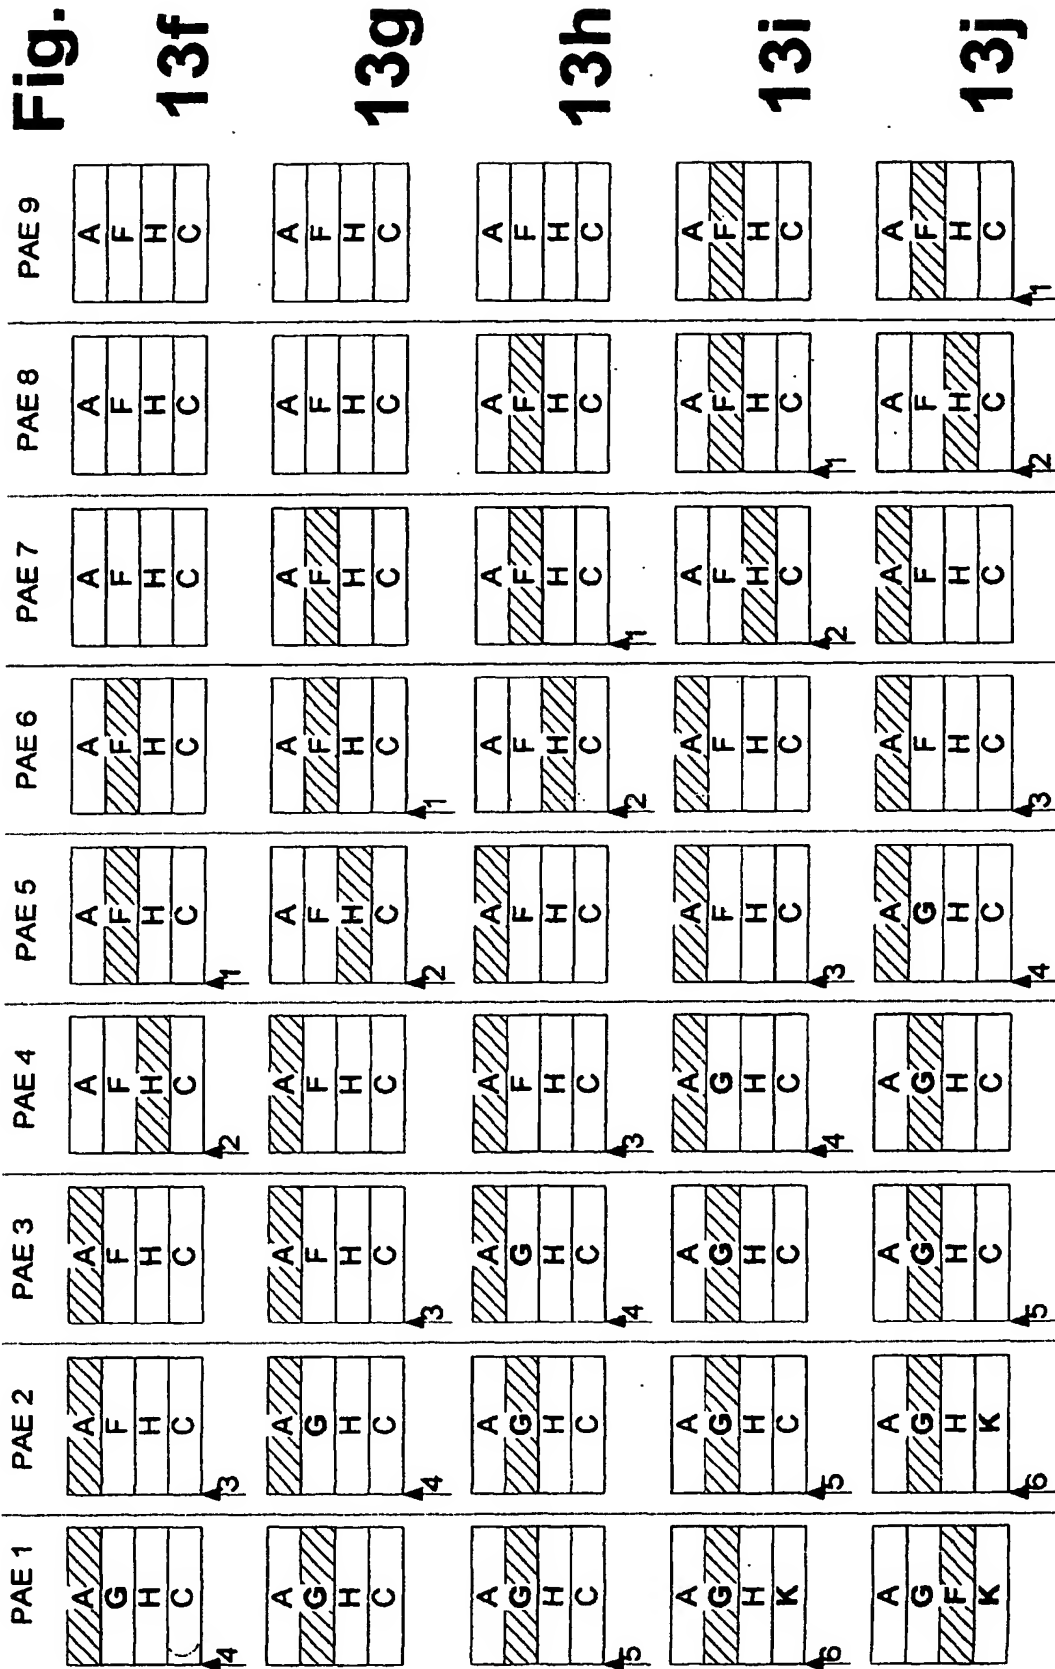 PAE 1 PAE 2 PAE 3 PAE 4 PAE 5 PAE 6 PAE 7 PAE 8 PAE 9 Fig.
A A A A A A A A A
G F F F F F F F F 13f
H H H H H H H H H
C C C C C C C C C
4 3 2 1
A A A A A A A A A
G G F F F F F F F 13g
H H H H H H H H H
C C C C C C C C C
4 3 2 1
A A A A A A A A A
G G G F F F F F F 13h
H H H H H H H H H
C C C C C C C C C
5 4 3 2 1
A A A A A A A A A
G G G G F F F F F 13i
H H H H H H H H H
K C C C C C C C C
6 5 4 3 2 1
A A A A A A A A A
G G G G G F F F F 13j
F H H H H H H H H
K K C C C C C C C
6 5 4 3 2 1